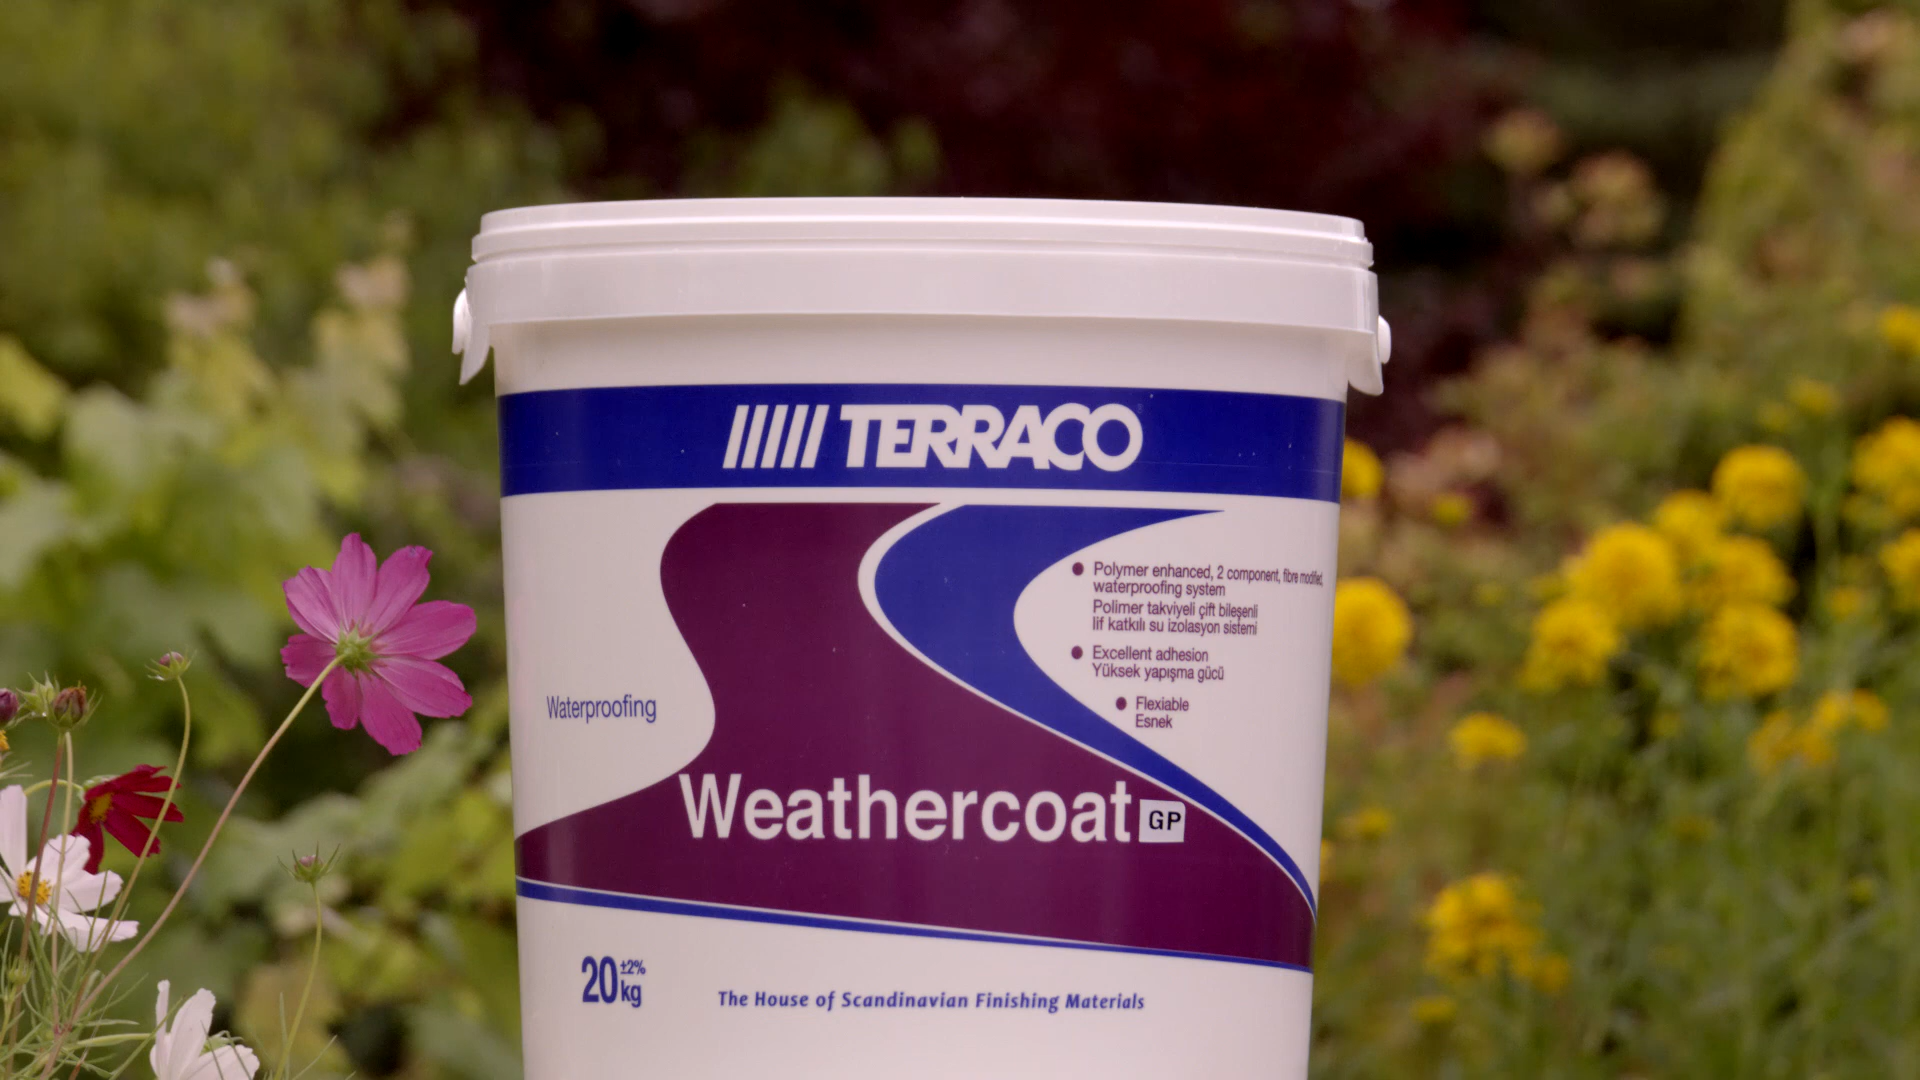 TERRACO
Polymer enhanced, 2 component, fibre modified,
waterproofing system
Polimer takviyeli çift bileşenli
lif katkılı su izolasyon sistemi
Excellent adhesion
Yüksek yapışma gücü
Flexiable
Esnek
Waterproofing
Weathercoat GP
20 ±2%
kg
The House of Scandinavian Finishing Materials